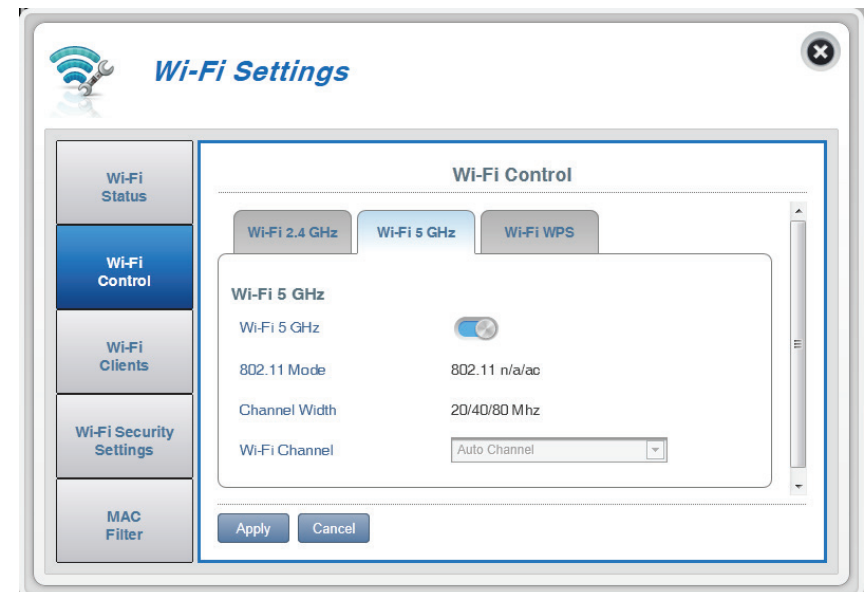 Wi-Fi Settings
Wi-Fi
Status
Wi-Fi
Control
Wi-Fi
Clients
Wi-Fi Security
Settings
MAC
Filter
Wi-Fi Control
Wi-Fi 2.4 GHz
Wi-Fi 5 GHz
Wi-Fi WPS
Wi-Fi 5 GHz
Wi-Fi 5 GHz
802.11 Mode 802.11 n/a/ac
Channel Width 20/40/80 Mhz
Wi-Fi Channel Auto Channel
Apply Cancel